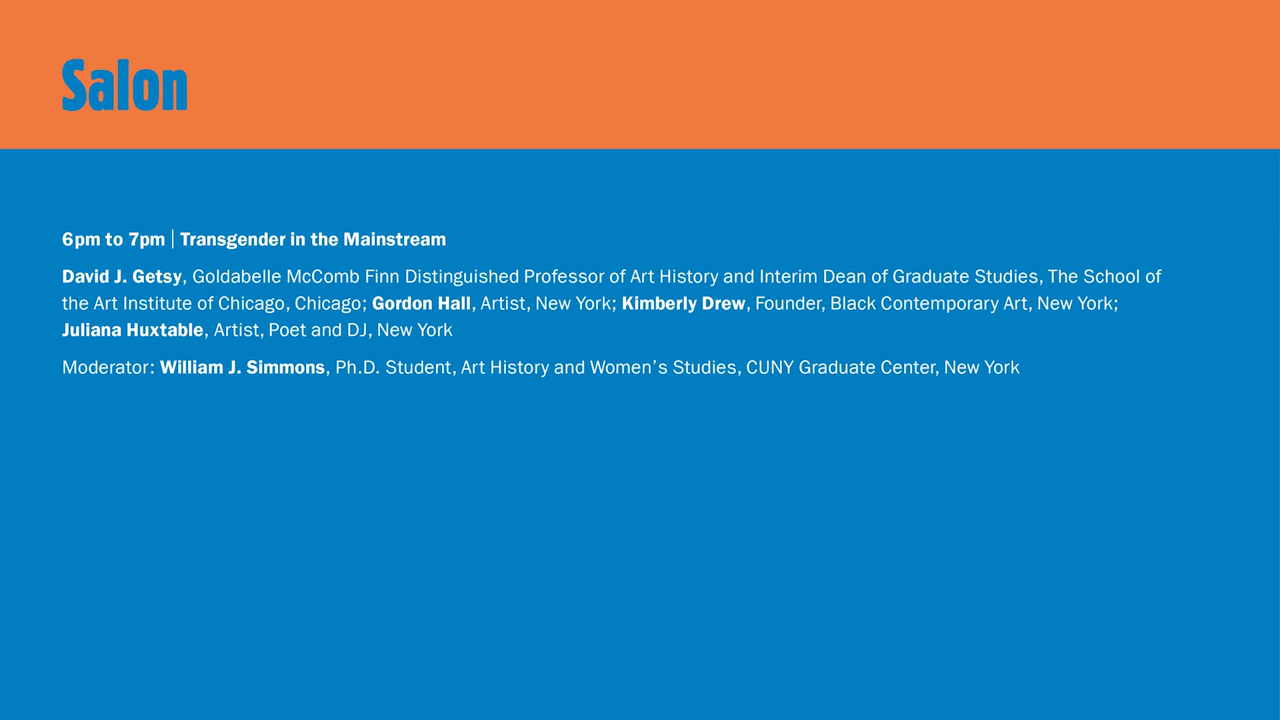 Salon
6pm to 7pm | Transgender in the Mainstream
David J. Getsy, Goldabelle McComb Finn Distinguished Professor of Art History and Interim Dean of Graduate Studies, The School of
the Art Institute of Chicago, Chicago; Gordon Hall, Artist, New York; Kimberly Drew, Founder, Black Contemporary Art, New York;
Juliana Huxtable, Artist, Poet and DJ, New York
Moderator: William J. Simmons, Ph.D. Student, Art History and Women’s Studies, CUNY Graduate Center, New York